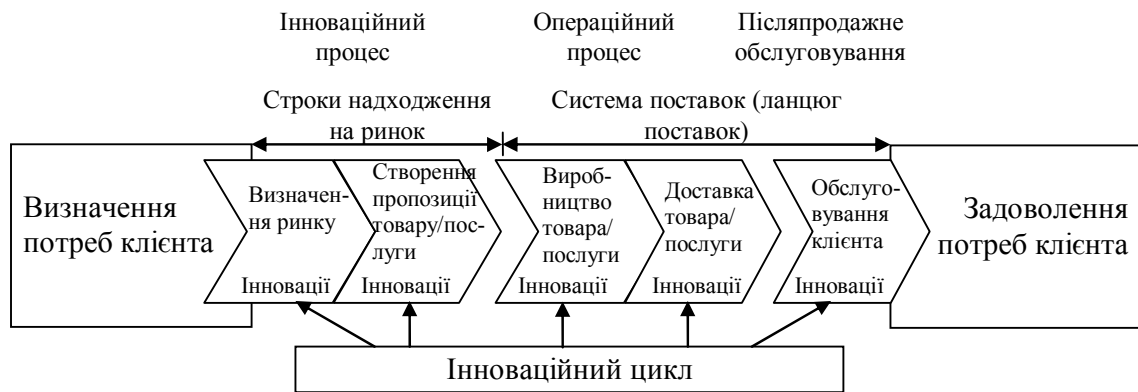 Інноваційний
процес
Операційний
процес
Післяпродажне
обслуговування
Строки надходження
на ринок
Система поставок (ланцюг
поставок)
Визначення
потреб клієнта
Визначен-
ня ринку
Інновації
Створення
пропозиції
товару/пос-
луги
Інновації
Вироб-
ництво
товара/
послуги
Інновації
Доставка
товара/
послуги
Інновації
Обслуго-
вування
клієнта
Інновації
Задоволення
потреб клієнта
Інноваційний цикл